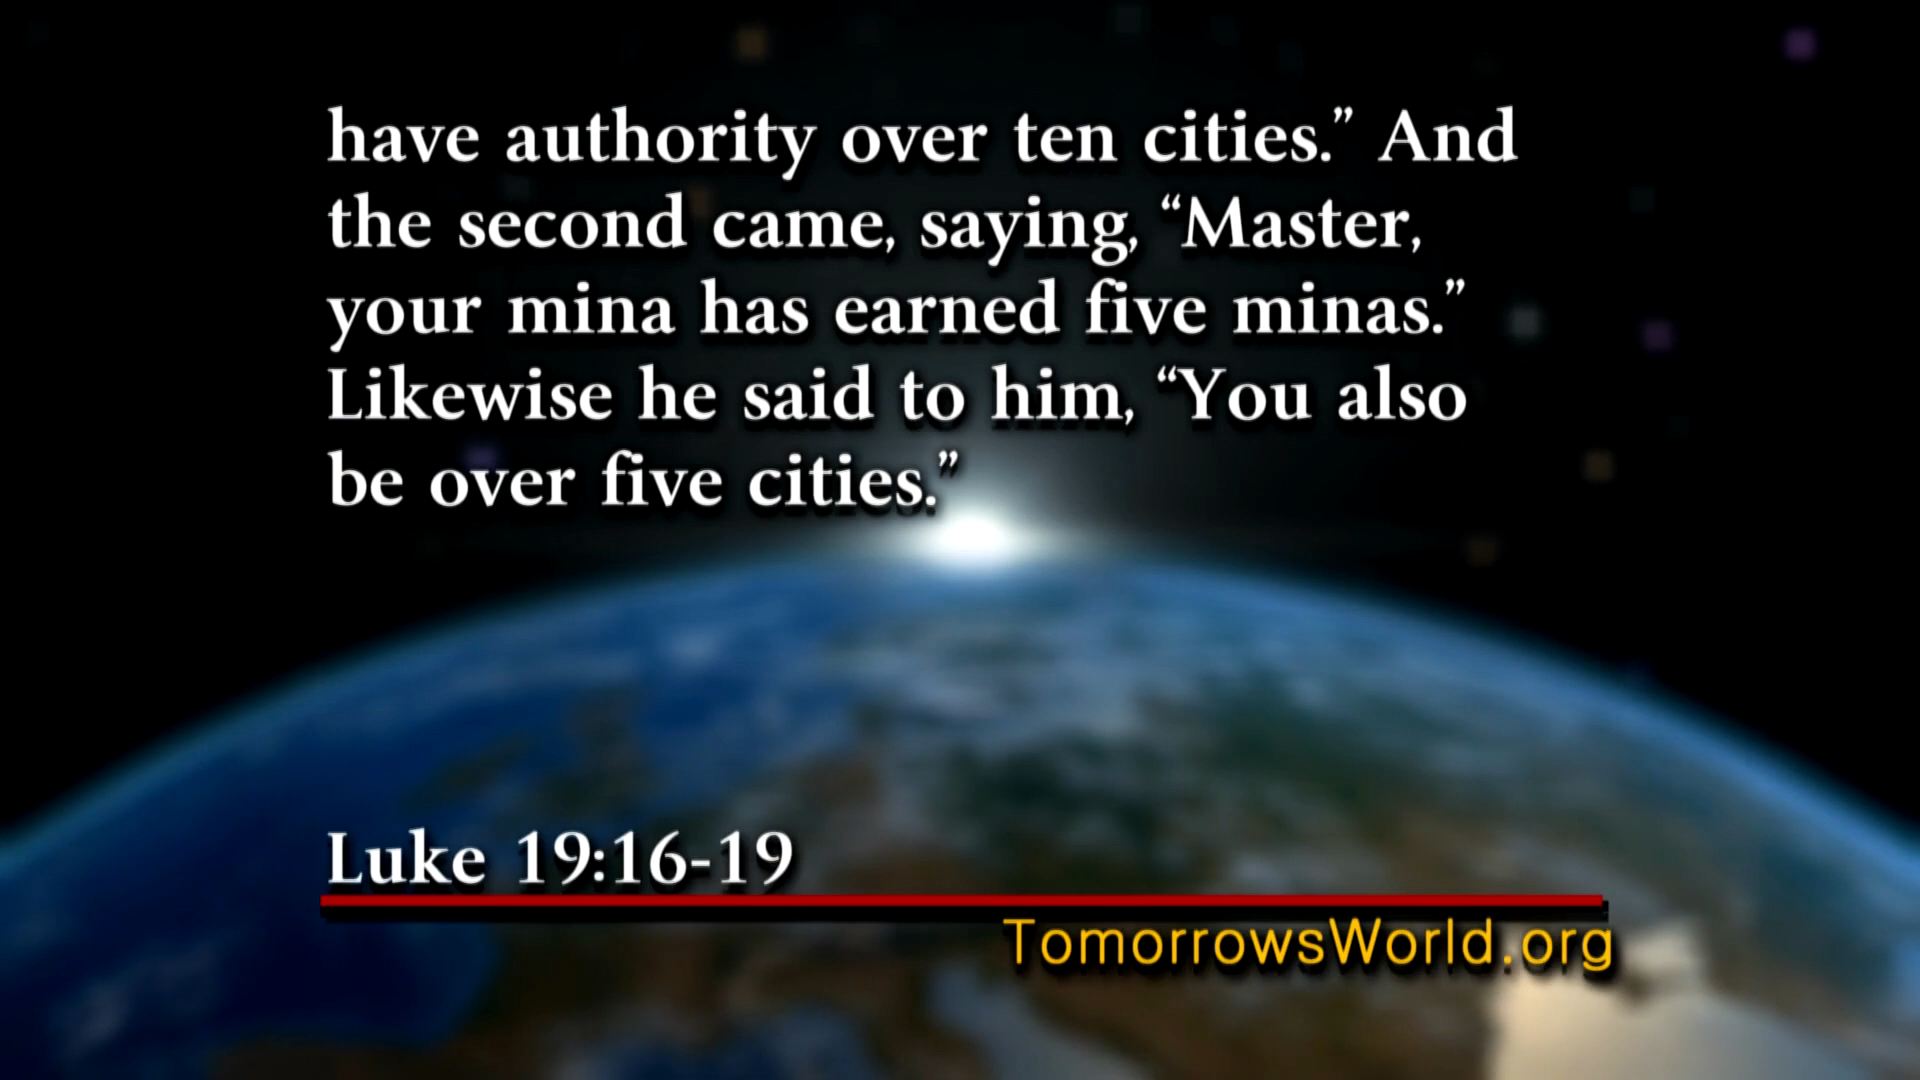 have authority over ten cities.” And
the second came, saying, “Master,
your mina has earned five minas.”
Likewise he said to him, “You also
be over five cities.”
Luke 19:16-19
TomorrowsWorld.org